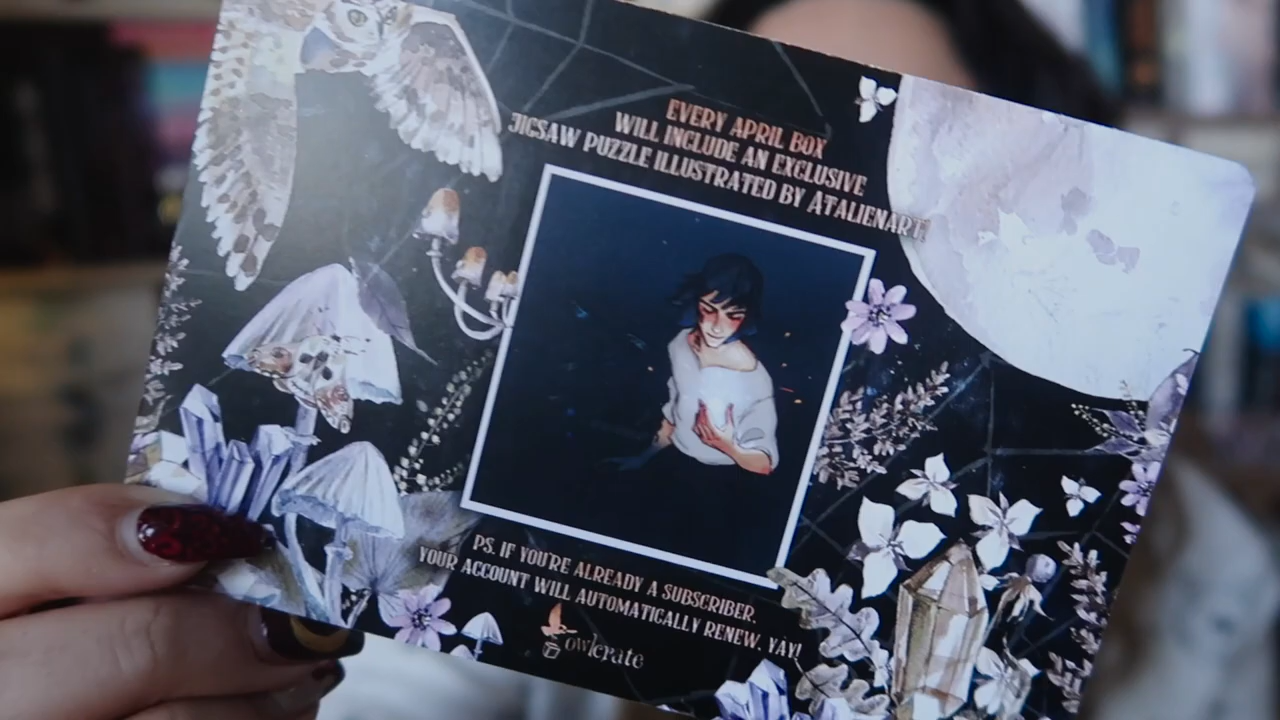 EVERY APRIL BOX
WILL INCLUDE AN EXCLUSIVE
JIGSAW PUZZLE ILLUSTRATED BY ATALIENART!
PS. IF YOU'RE ALREADY A SUBSCRIBER,
YOUR ACCOUNT WILL AUTOMATICALLY RENEW, YAY!
owlcrate